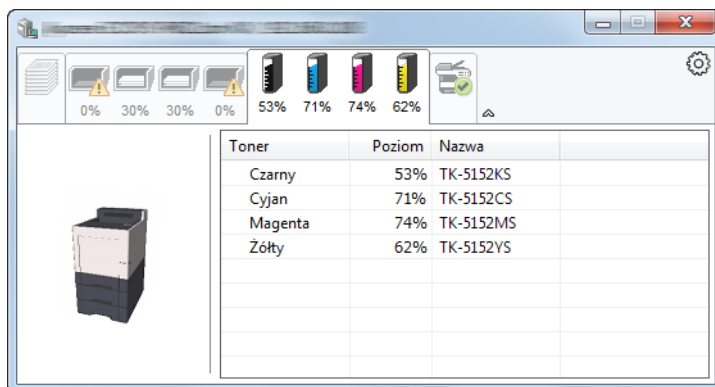 0% 30% 30% 0% 53% 71% 74% 62%
Toner Poziom Nazwa
Czarny 53% TK-5152KS
Cyjan 71% TK-5152CS
Magenta 74% TK-5152MS
Żółty 62% TK-5152YS